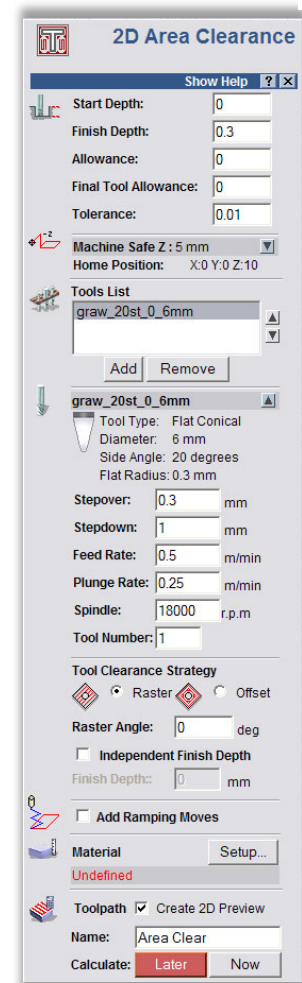 2D Area Clearance
Show Help ? X
Start Depth: 0
Finish Depth: 0.3
Allowance: 0
Final Tool Allowance: 0
Tolerance: 0.01
-z
Machine Safe Z : 5 mm
Home Position: X:0 Y:0 Z:10
Tools List
graw_20st_0_6mm
Add Remove
graw_20st_0_6mm
Tool Type: Flat Conical
Diameter: 6 mm
Side Angle: 20 degrees
Flat Radius: 0.3 mm
Stepover: 0.3 mm
Stepdown: 1 mm
Feed Rate: 0.5 m/min
Plunge Rate: 0.25 m/min
Spindle: 18000 r.p.m
Tool Number: 1
Tool Clearance Strategy
Raster Offset
Raster Angle: 0 deg
Independent Finish Depth
Finish Depth:: 0 mm
Add Ramping Moves
Material Setup...
Undefined
Toolpath Create 2D Preview
Name: Area Clear
Calculate: Later Now